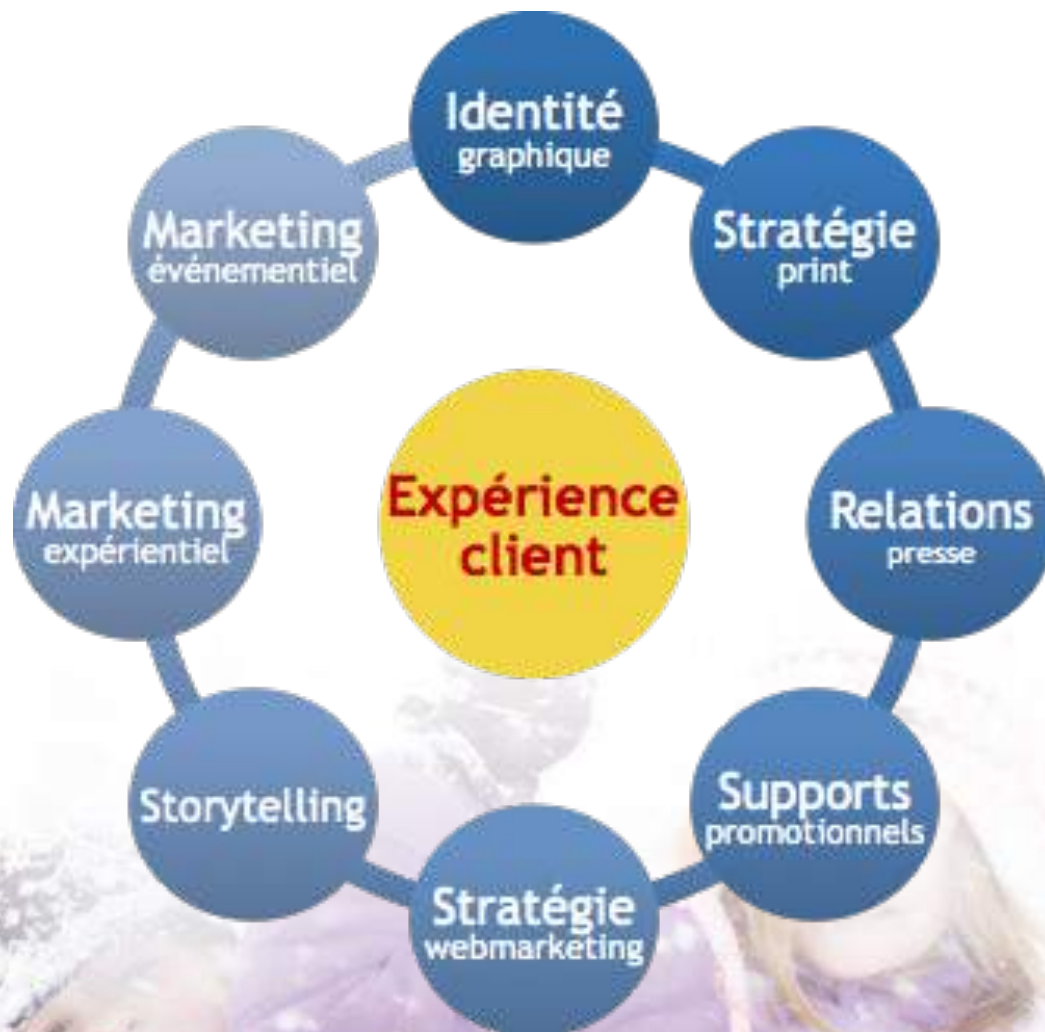 Identité
graphique
Stratégie
print
Relations
presse
Supports
promotionnels
Stratégie
webmarketing
Storytelling
Marketing
expérientiel
Marketing
événementiel
Expérience
client